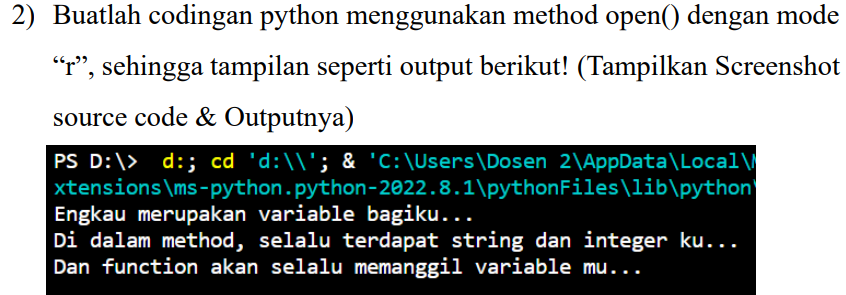 2) Buatlah codingan python menggunakan method open() dengan mode
“r”, sehingga tampilan seperti output berikut! (Tampilkan Screenshot
source code & Outputnya)
PS D:\> d:; cd 'd:\\'; & 'C:\Users\Dosen 2\AppData\Local\
xtensions\ms-python.python-2022.8.1\pythonFiles\lib\python
Engkau merupakan variable bagiku...
Di dalam method, selalu terdapat string dan integer ku...
Dan function akan selalu memanggil variable mu...